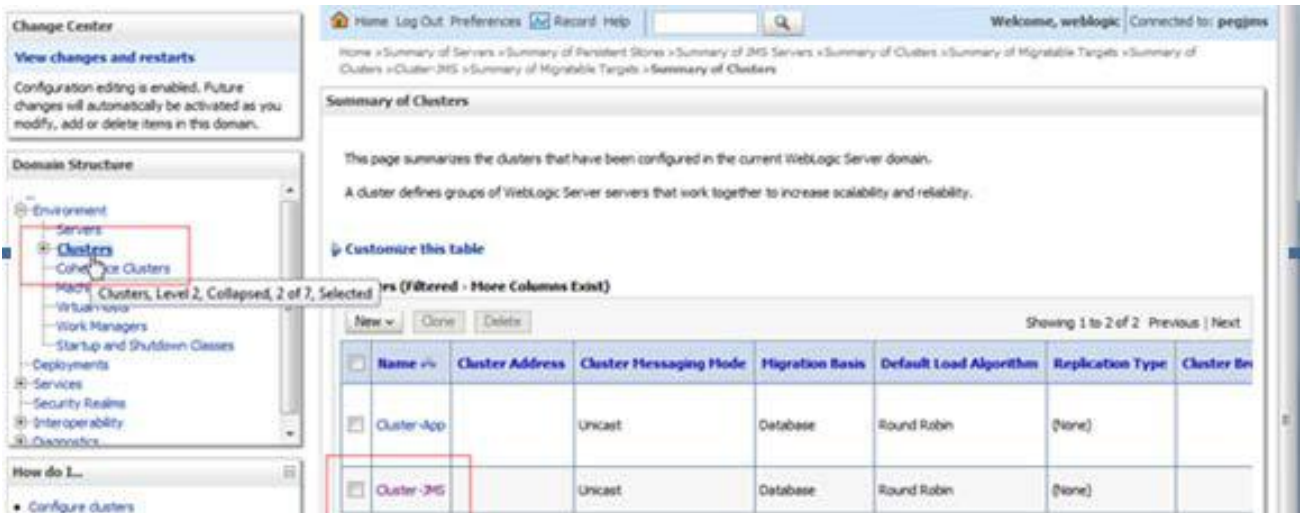 Change Center
View changes and restarts
Configuration editing is enabled. Future
changes will automatically be activated as you
modify, add or delete items in this domain.
Domain Structure
Environment
Servers
Clusters
Clusters
Clusters, Level 2, Collapsed, 2 of 7, Selected
Work Managers
Startup and Shutdown Classes
Deployments
Services
Security Realms
Interoperability
Diagnostics
How do I...
Configure clusters
Home Log Out Preferences Record Help
Welcome, weblogic Connected to: pegjms
Home >Summary of Servers >Summary of Persistent Stores >Summary of JMS Servers >Summary of Clusters >Summary of Migratable Targets >Summary of
Clusters >Cluster-JMS >Summary of Migratable Targets >Summary of Clusters
Summary of Clusters
This page summarizes the clusters that have been configured in the current WebLogic Server domain.
A cluster defines groups of WebLogic Server servers that work together to increase scalability and reliability.
Customize this table
(Filtered - More Columns Exist)
New Clone Delete Showing 1 to 2 of 2 Previous | Next
Name Cluster Address Cluster Messaging Mode Migration Basis Default Load Algorithm Replication Type Cluster
Cluster-App Unicast Database Round Robin (None)
Cluster-JMS Unicast Database Round Robin (None)